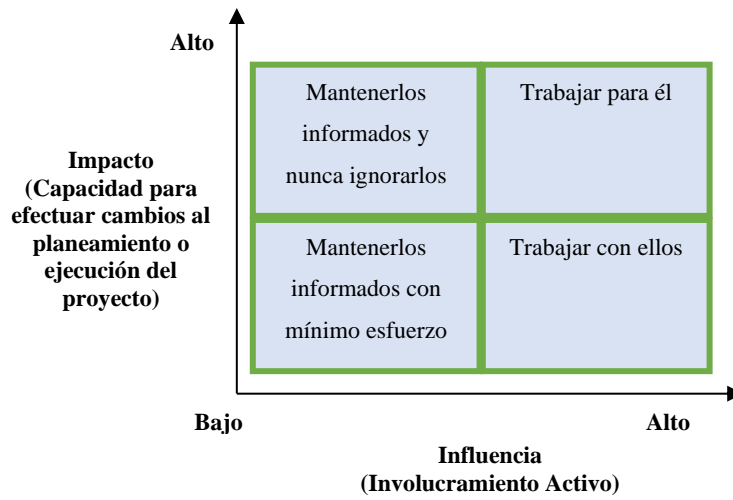 Alto
Impacto
(Capacidad para
efectuar cambios al
planeamiento o
ejecución del
proyecto)
Mantenerlos
informados y
nunca ignorarlos
Trabajar para él
Mantenerlos
informados con
mínimo esfuerzo
Trabajar con ellos
Bajo
Alto
Influencia
(Involucramiento Activo)